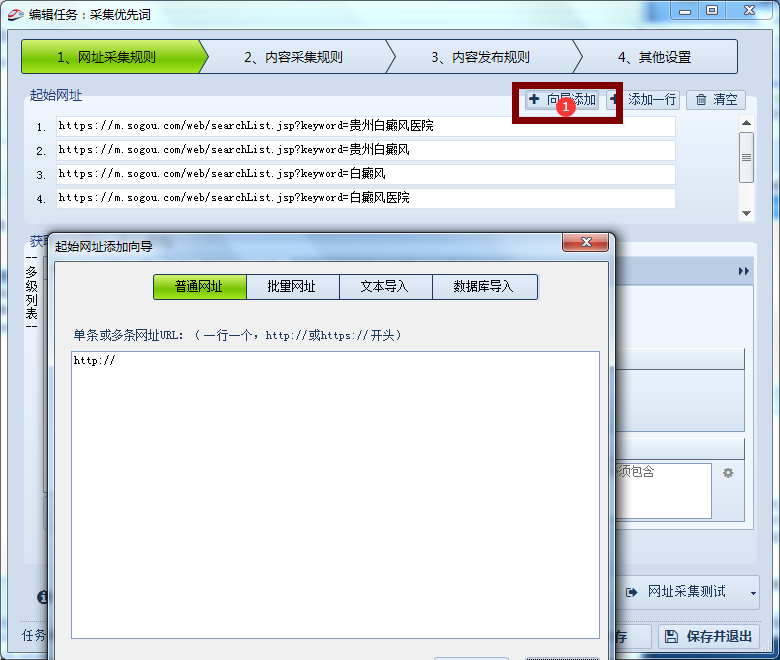 编辑任务：采集优先词
1、网址采集规则 2、内容采集规则 3、内容发布规则 4、其他设置
起始网址
向导添加 1 添加一行 清空
1. https://m.sogou.com/web/searchList.jsp?keyword=贵州白癜风医院
2. https://m.sogou.com/web/searchList.jsp?keyword=贵州白癜风
3. https://m.sogou.com/web/searchList.jsp?keyword=白癜风
4. https://m.sogou.com/web/searchList.jsp?keyword=白癜风医院
起始网址添加向导
--多级列表--
普通网址 批量网址 文本导入 数据库导入
单条或多条网址URL：（一行一个，http://或https://开头）
http://
须包含
网址采集测试
任务
存 保存并退出